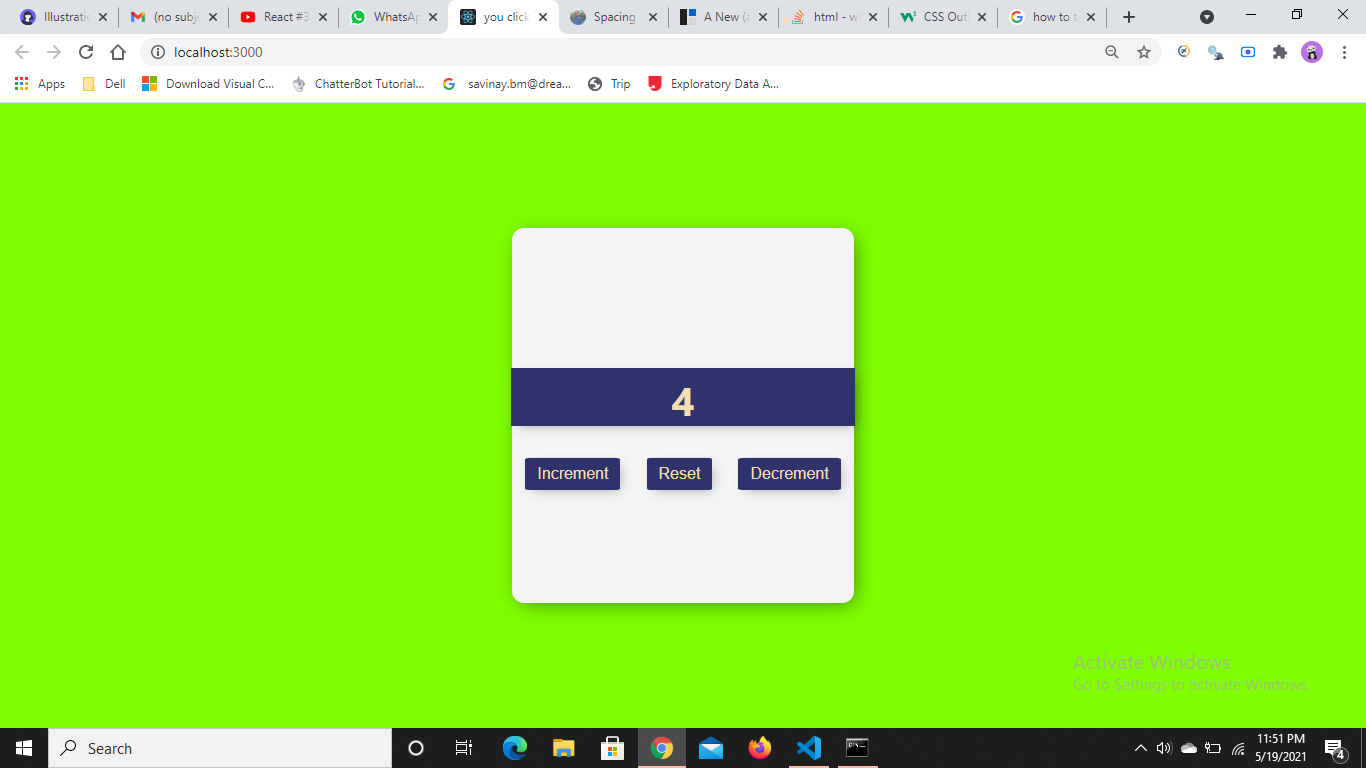 Illustratic
(no subje
React #3
WhatsAp
you click
Spacing
A New (a
html - w
CSS Out
how to t
localhost:3000
Apps
Dell
Download Visual C...
ChatterBot Tutorial...
savinay.bm@drea...
Trip
Exploratory Data A...
4
Increment
Reset
Decrement
Activate Windows
Go to Settings to activate Windows.
Search
11:51 PM
5/19/2021
4